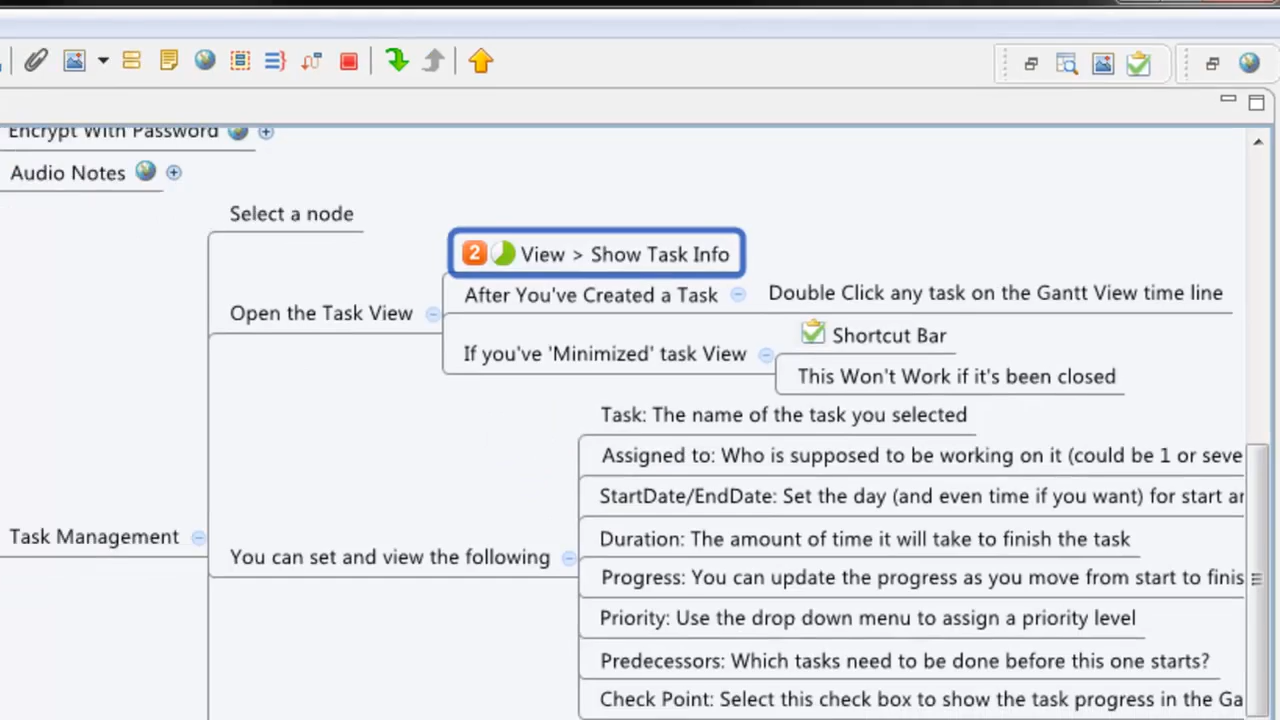 Encrypt With Password
Audio Notes
Select a node
2 View > Show Task Info
After You've Created a Task
Double Click any task on the Gantt View time line
Open the Task View
Shortcut Bar
If you've 'Minimized' task View
This Won't Work if it's been closed
Task: The name of the task you selected
Assigned to: Who is supposed to be working on it (could be 1 or seve
StartDate/EndDate: Set the day (and even time if you want) for start ar
Task Management
Duration: The amount of time it will take to finish the task
You can set and view the following
Progress: You can update the progress as you move from start to finis
Priority: Use the drop down menu to assign a priority level
Predecessors: Which tasks need to be done before this one starts?
Check Point: Select this check box to show the task progress in the Ga